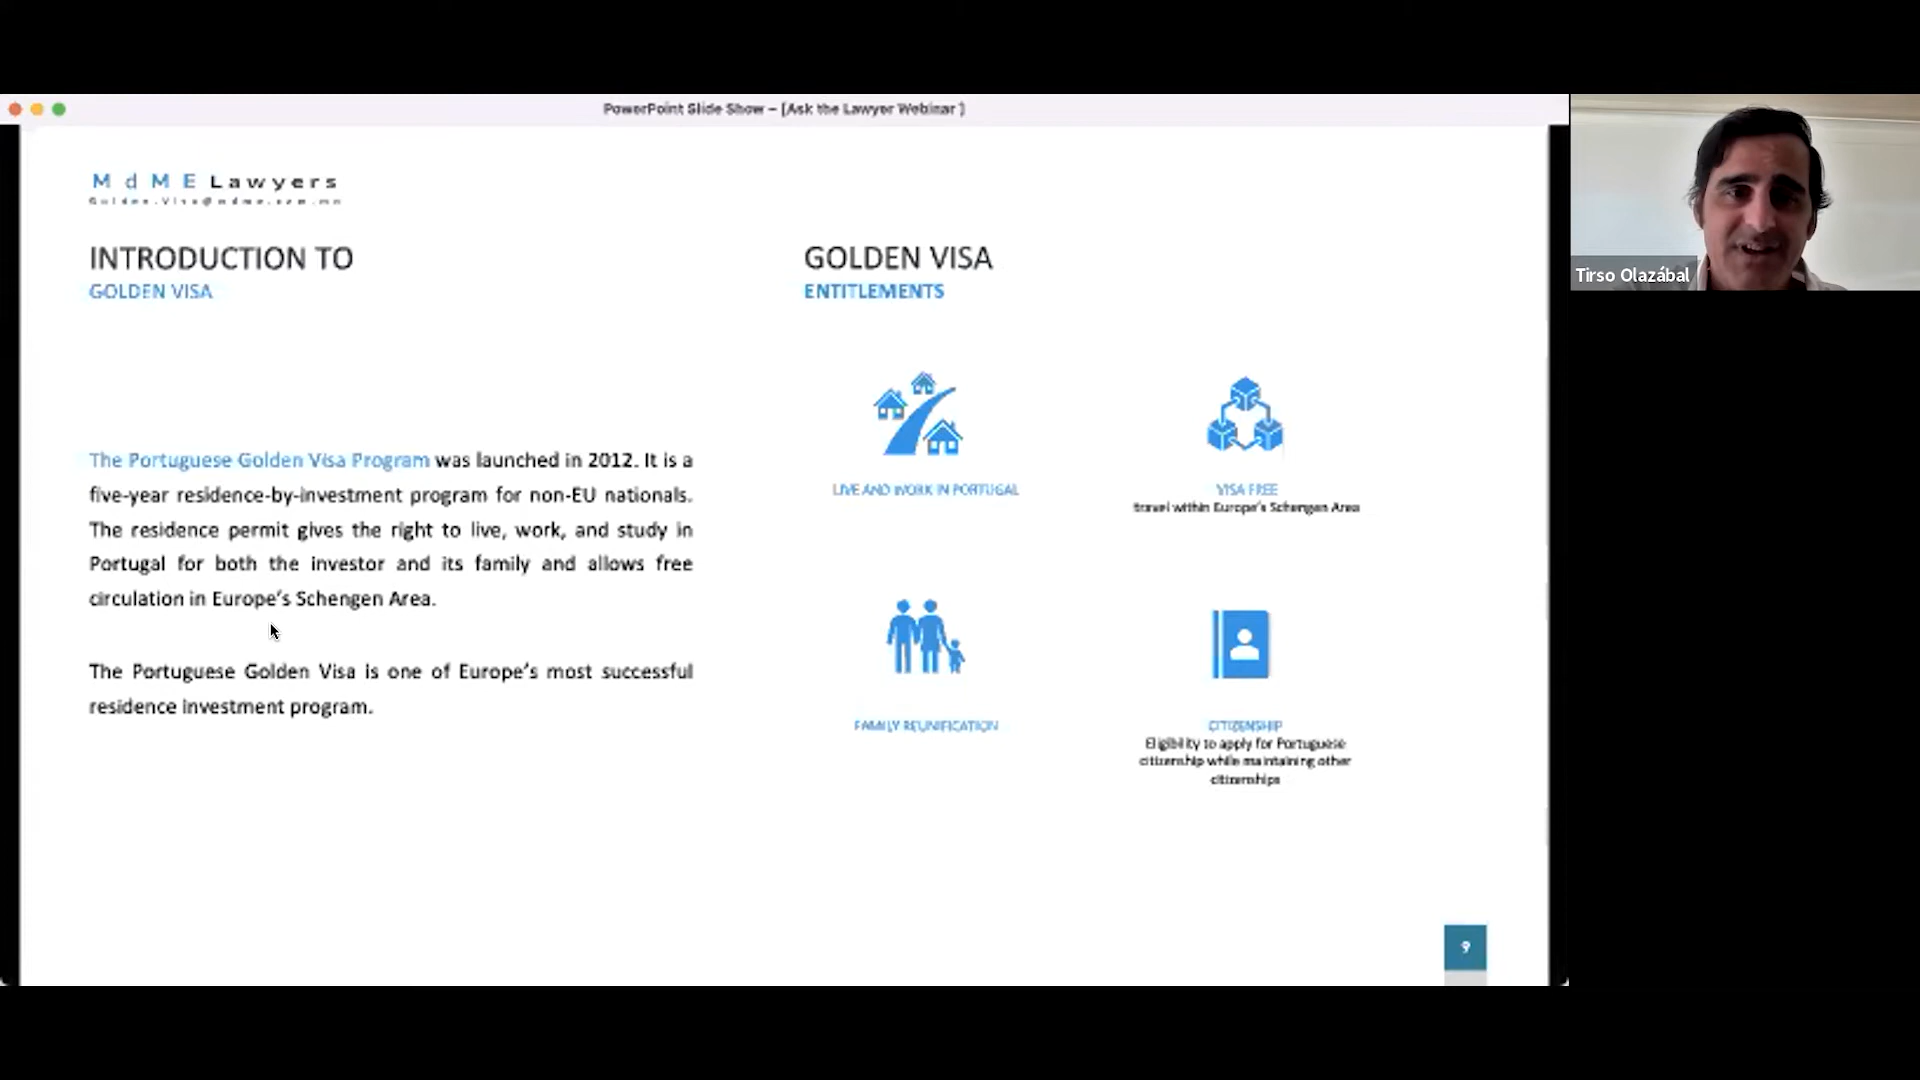 PowerPoint Slide Show – [Ask the Lawyer Webinar ]
MdME Lawyers
Golden.Visa@mdme.com.mo
INTRODUCTION TO
GOLDEN VISA
The Portuguese Golden Visa Program was launched in 2012. It is a
five-year residence-by-investment program for non-EU nationals.
The residence permit gives the right to live, work, and study in
Portugal for both the investor and its family and allows free
circulation in Europe's Schengen Area.
The Portuguese Golden Visa is one of Europe's most successful
residence investment program.
GOLDEN VISA
ENTITLEMENTS
LIVE AND WORK IN PORTUGAL
VISA FREE
travel within Europe's Schengen Area
FAMILY REUNIFICATION
CITIZENSHIP
Eligibility to apply for Portuguese
citizenship while maintaining other
citizenships
9
Tirso Olazábal